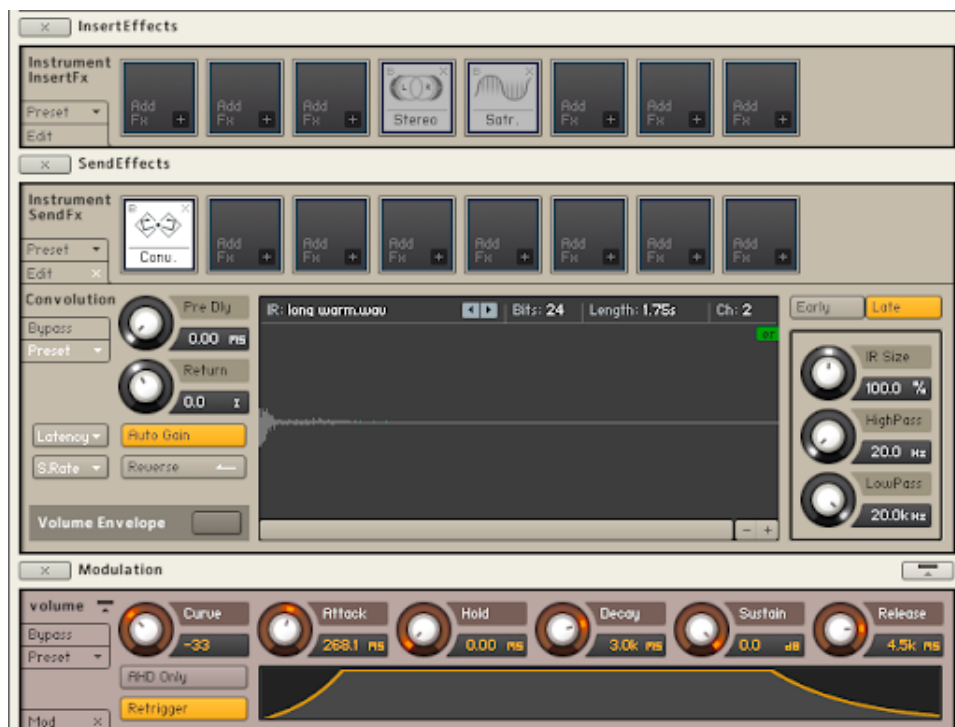 InsertEffects
Instrument
InsertFx
Preset
Edit
Add Fx
Add Fx
Add Fx
Stereo
Satr.
Add Fx
Add Fx
Add Fx
SendEffects
Instrument
SendFx
Preset
Edit
Conv.
Add Fx
Add Fx
Add Fx
Add Fx
Add Fx
Add Fx
Add Fx
Convolution
Bypass
Preset
Pre Dly
0.00 ms
Return
0.0
Latency
Auto Gain
S.Rate
Reverse
Volume Envelope
IR: long warm.wav Bits: 24 Length: 1.75s Ch: 2
Early Late
IR Size
100.0 %
HighPass
20.0 Hz
LowPass
20.0k Hz
Modulation
volume
Bypass
Preset
Mod
Curve Attack Hold Decay Sustain Release
-33 268.1 ms 0.00 ms 3.0k ms 0.0 dB 4.5k ms
AHD Only
Retrigger